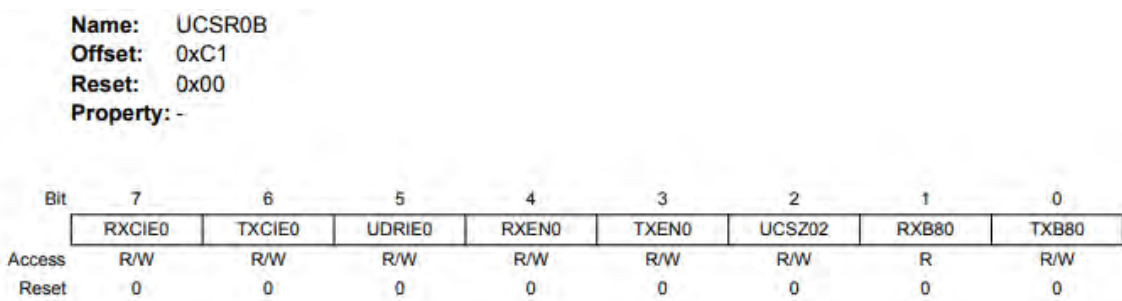 Name: UCSR0B
Offset: 0xC1
Reset: 0x00
Property: -
Bit 7 6 5 4 3 2 1 0
RXCIE0 TXCIE0 UDRIE0 RXEN0 TXEN0 UCSZ02 RXB80 TXB80
Access R/W R/W R/W R/W R/W R/W R R/W
Reset 0 0 0 0 0 0 0 0